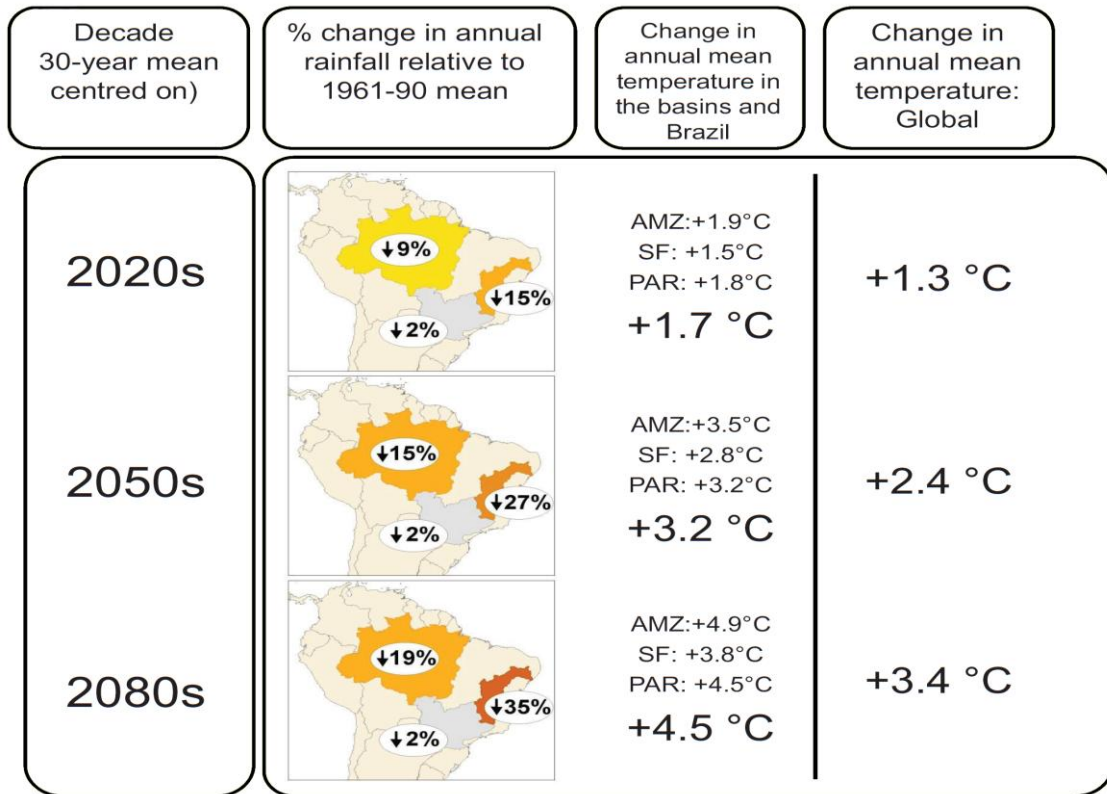 Decade
30-year mean
centred on)
% change in annual
rainfall relative to
1961-90 mean
Change in
annual mean
temperature in
the basins and
Brazil
Change in
annual mean
temperature:
Global
2020s
↓9%
↓15%
↓2%
AMZ:+1.9°C
SF: +1.5°C
PAR: +1.8°C
+1.7 °C
+1.3 °C
2050s
↓15%
↓27%
↓2%
AMZ:+3.5°C
SF: +2.8°C
PAR: +3.2°C
+3.2 °C
+2.4 °C
2080s
↓19%
↓35%
↓2%
AMZ:+4.9°C
SF: +3.8°C
PAR: +4.5°C
+4.5 °C
+3.4 °C